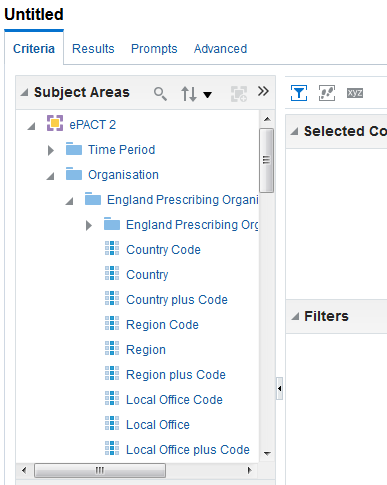 Untitled
Criteria Results Prompts Advanced
Subject Areas
xyz
ePACT 2
Selected Co
Time Period
Organisation
England Prescribing Organi
England Prescribing Org
Country Code
Country
Country plus Code
Region Code
Filters
Region
Region plus Code
Local Office Code
Local Office
Local Office plus Code